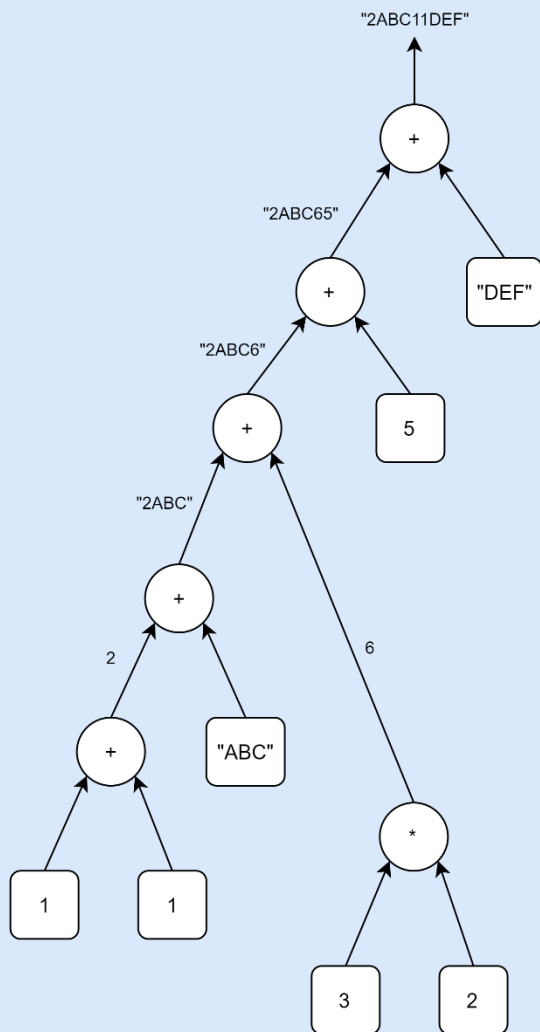 "2ABC11DEF"
+
"2ABC65"
+
"DEF"
"2ABC6"
+
5
"2ABC"
+
6
2
+
"ABC"
*
1
1
3
2